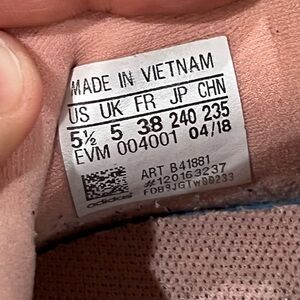 MADE IN VIETNAM
US UK FR JP CHN
5½ 5 38 240 235
EVM 004001 04/18
ART B41881
#120163237
adidas